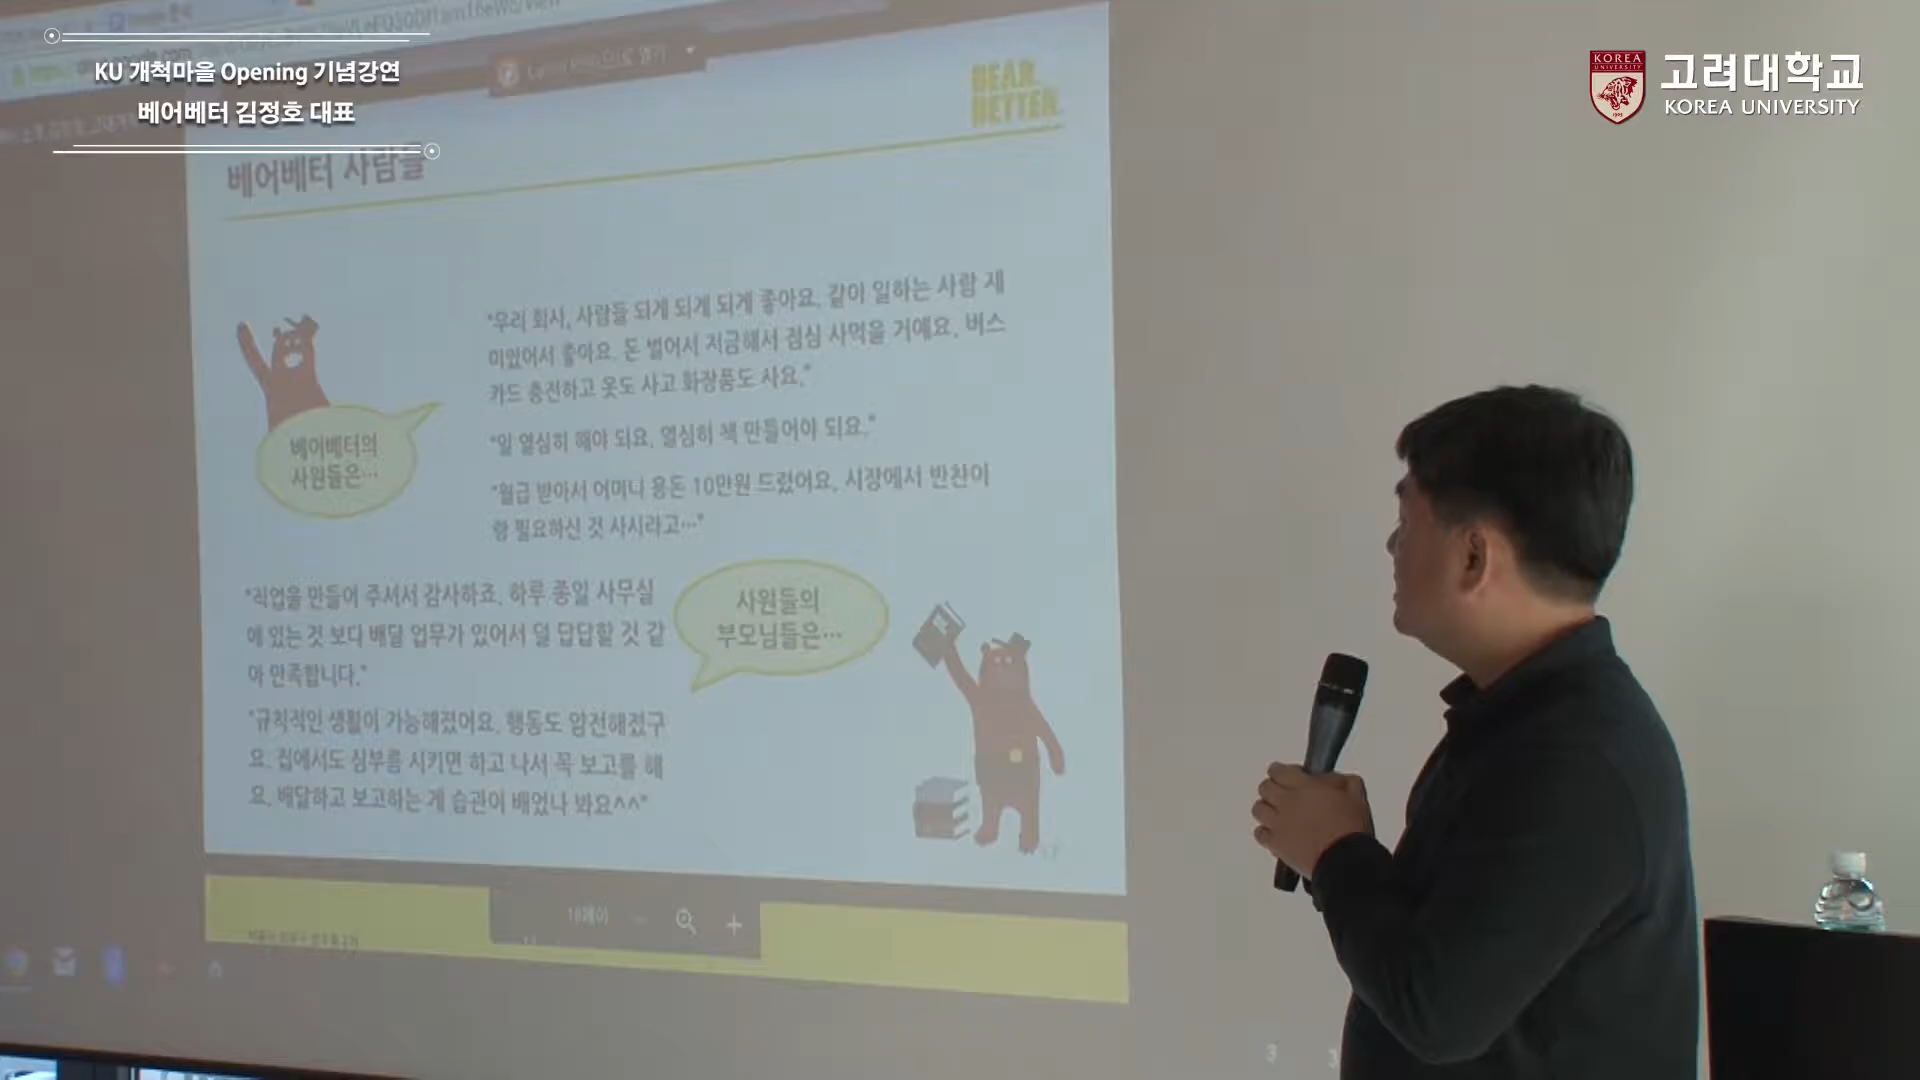 KU 개척마을 Opening 기념강연
베어베터 김정호 대표
KOREA
UNIVERSITY
고려대학교
KOREA UNIVERSITY
BEAR.
BETTER.
베어베터 사람들
"우리 회사, 사람들 되게 되게 되게 좋아요. 같이 일하는 사람 재
미있어서 좋아요. 돈 벌어서 저금해서 점심 사먹을 거예요. 버스
카드 충전하고 옷도 사고 화장품도 사요."
베어베터의
사원들은…
"일 열심히 해야 되요. 열심히 책 만들어야 되요."
"월급 받아서 어머니 용돈 10만원 드렸어요. 시장에서 반찬이
랑 필요하신 것 사시라고…"
"직업을 만들어 주셔서 감사하죠. 하루 종일 사무실
에 있는 것 보다 배달 업무가 있어서 덜 답답할 것 같
아 만족합니다."
사원들의
부모님들은…
"규칙적인 생활이 가능해졌어요. 행동도 얌전해졌구
요. 집에서도 심부름 시키면 하고 나서 꼭 보고를 해
요. 배달하고 보고하는 게 습관이 배었나 봐요^^"